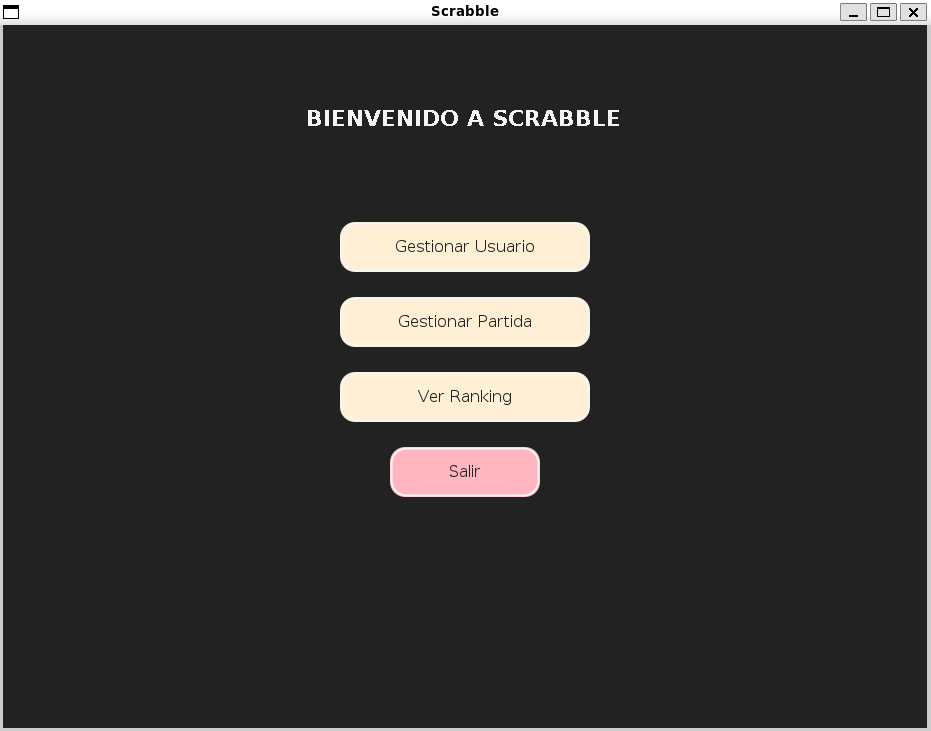 Scrabble
BIENVENIDO A SCRABBLE
Gestionar Usuario
Gestionar Partida
Ver Ranking
Salir